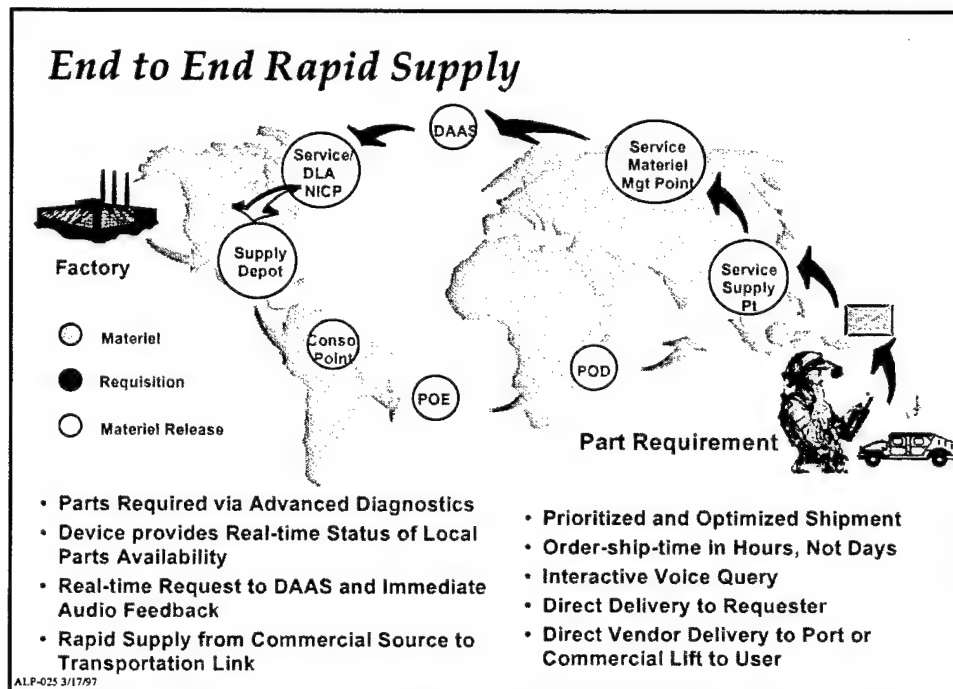 End to End Rapid Supply
DAAS
Service/
DLA
NICP
Service
Materiel
Mgt Point
Factory
Supply
Depot
Service
Supply
Pt
Materiel
Requisition
Materiel Release
Conso
Point
POE
POD
Part Requirement
• Parts Required via Advanced Diagnostics
• Device provides Real-time Status of Local
Parts Availability
• Real-time Request to DAAS and Immediate
Audio Feedback
• Rapid Supply from Commercial Source to
Transportation Link
• Prioritized and Optimized Shipment
• Order-ship-time in Hours, Not Days
• Interactive Voice Query
• Direct Delivery to Requester
• Direct Vendor Delivery to Port or
Commercial Lift to User
ALP-025 3/17/97